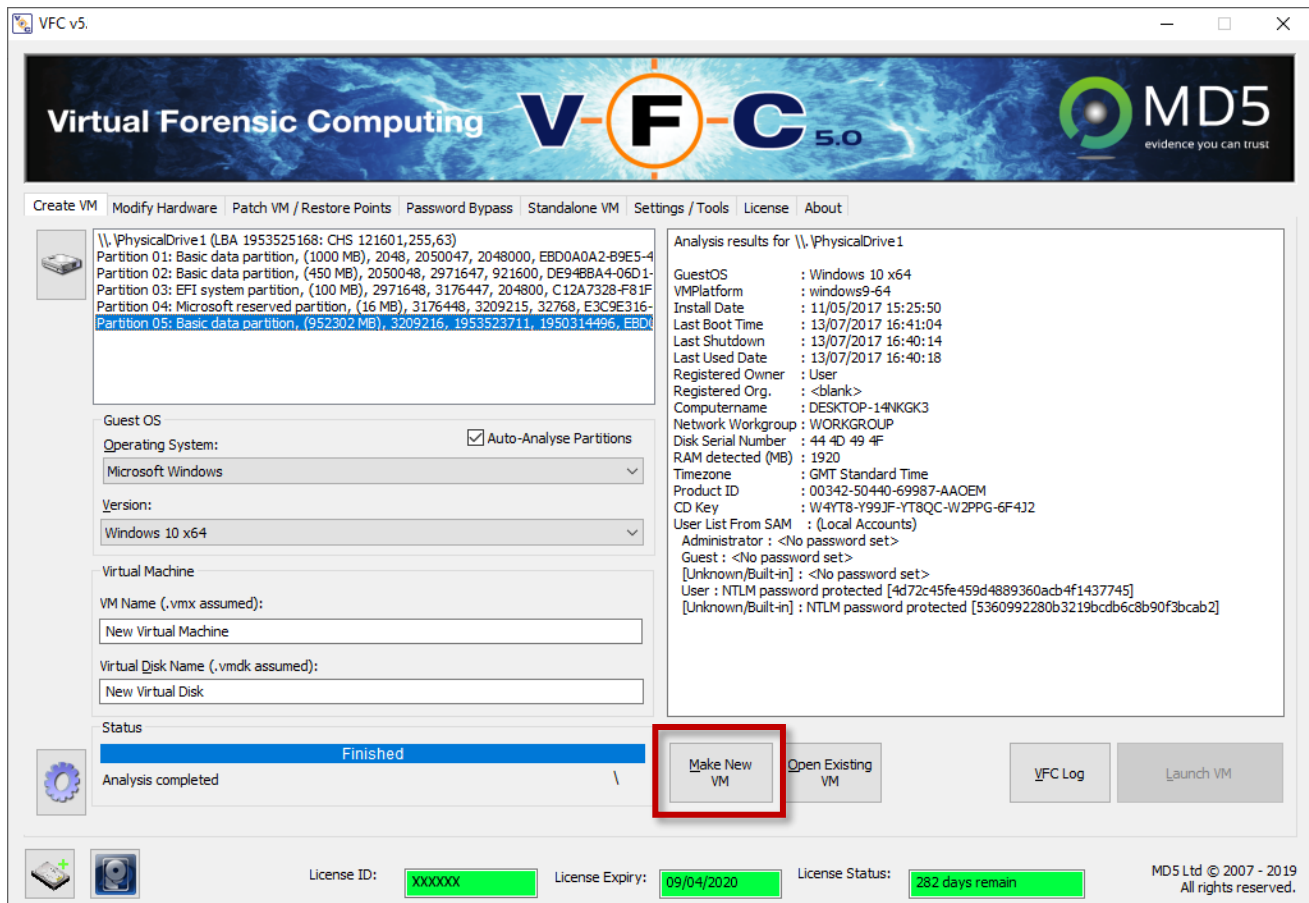 VFC v5.
Virtual Forensic Computing
V-F-C 5.0
MD5
evidence you can trust
Create VM Modify Hardware Patch VM / Restore Points Password Bypass Standalone VM Settings / Tools License About
\\.\PhysicalDrive1 (LBA 1953525168: CHS 121601,255,63)
Partition 01: Basic data partition, (1000 MB), 2048, 2050047, 2048000, EBD0A0A2-B9E5-4
Partition 02: Basic data partition, (450 MB), 2050048, 2971647, 921600, DE94BBA4-06D1-
Partition 03: EFI system partition, (100 MB), 2971648, 3176447, 204800, C12A7328-F81F
Partition 04: Microsoft reserved partition, (16 MB), 3176448, 3209215, 32768, E3C9E316-
Partition 05: Basic data partition, (952302 MB), 3209216, 1953523711, 1950314496, EBD0
Guest OS
Operating System:
Auto-Analyse Partitions
Microsoft Windows
Version:
Windows 10 x64
Virtual Machine
VM Name (.vmx assumed):
New Virtual Machine
Virtual Disk Name (.vmdk assumed):
New Virtual Disk
Status
Finished
Analysis completed \
Analysis results for \\.\PhysicalDrive1
GuestOS : Windows 10 x64
VMPlatform : windows9-64
Install Date : 11/05/2017 15:25:50
Last Boot Time : 13/07/2017 16:41:04
Last Shutdown : 13/07/2017 16:40:14
Last Used Date : 13/07/2017 16:40:18
Registered Owner : User
Registered Org. : <blank>
Computername : DESKTOP-14NKGK3
Network Workgroup : WORKGROUP
Disk Serial Number : 44 4D 49 4F
RAM detected (MB) : 1920
Timezone : GMT Standard Time
Product ID : 00342-50440-69987-AAOEM
CD Key : W4YT8-Y99JF-YT8QC-W2PPG-6F4J2
User List From SAM : (Local Accounts)
Administrator : <No password set>
Guest : <No password set>
[Unknown/Built-in] : <No password set>
User : NTLM password protected [4d72c45fe459d4889360acb4f1437745]
[Unknown/Built-in] : NTLM password protected [5360992280b3219bcdb6c8b90f3bcab2]
Make New VM
Open Existing VM
VFC Log
Launch VM
License ID: XXXXXX
License Expiry: 09/04/2020
License Status: 282 days remain
MD5 Ltd © 2007 - 2019
All rights reserved.